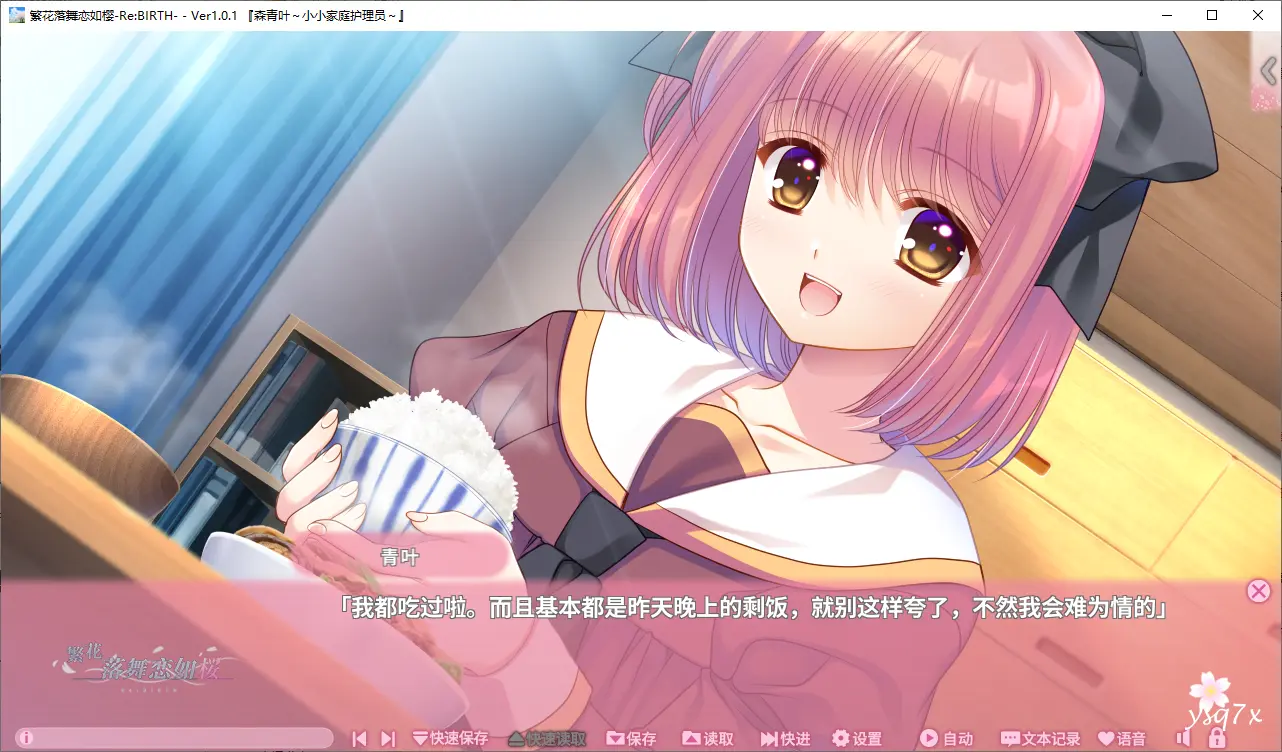 繁花落舞恋如樱-Re:BIRTH- - Ver1.0.1 『森青叶～小小家庭护理员～』
青叶
「我都吃过啦。而且基本都是昨天晚上的剩饭，就别这样夸了，不然我会难为情的」
繁花
落舞恋如桜
Re:BIRTH
ysq7x
快速保存 快速读取 保存 读取 快进 设置 自动 文本记录 语音